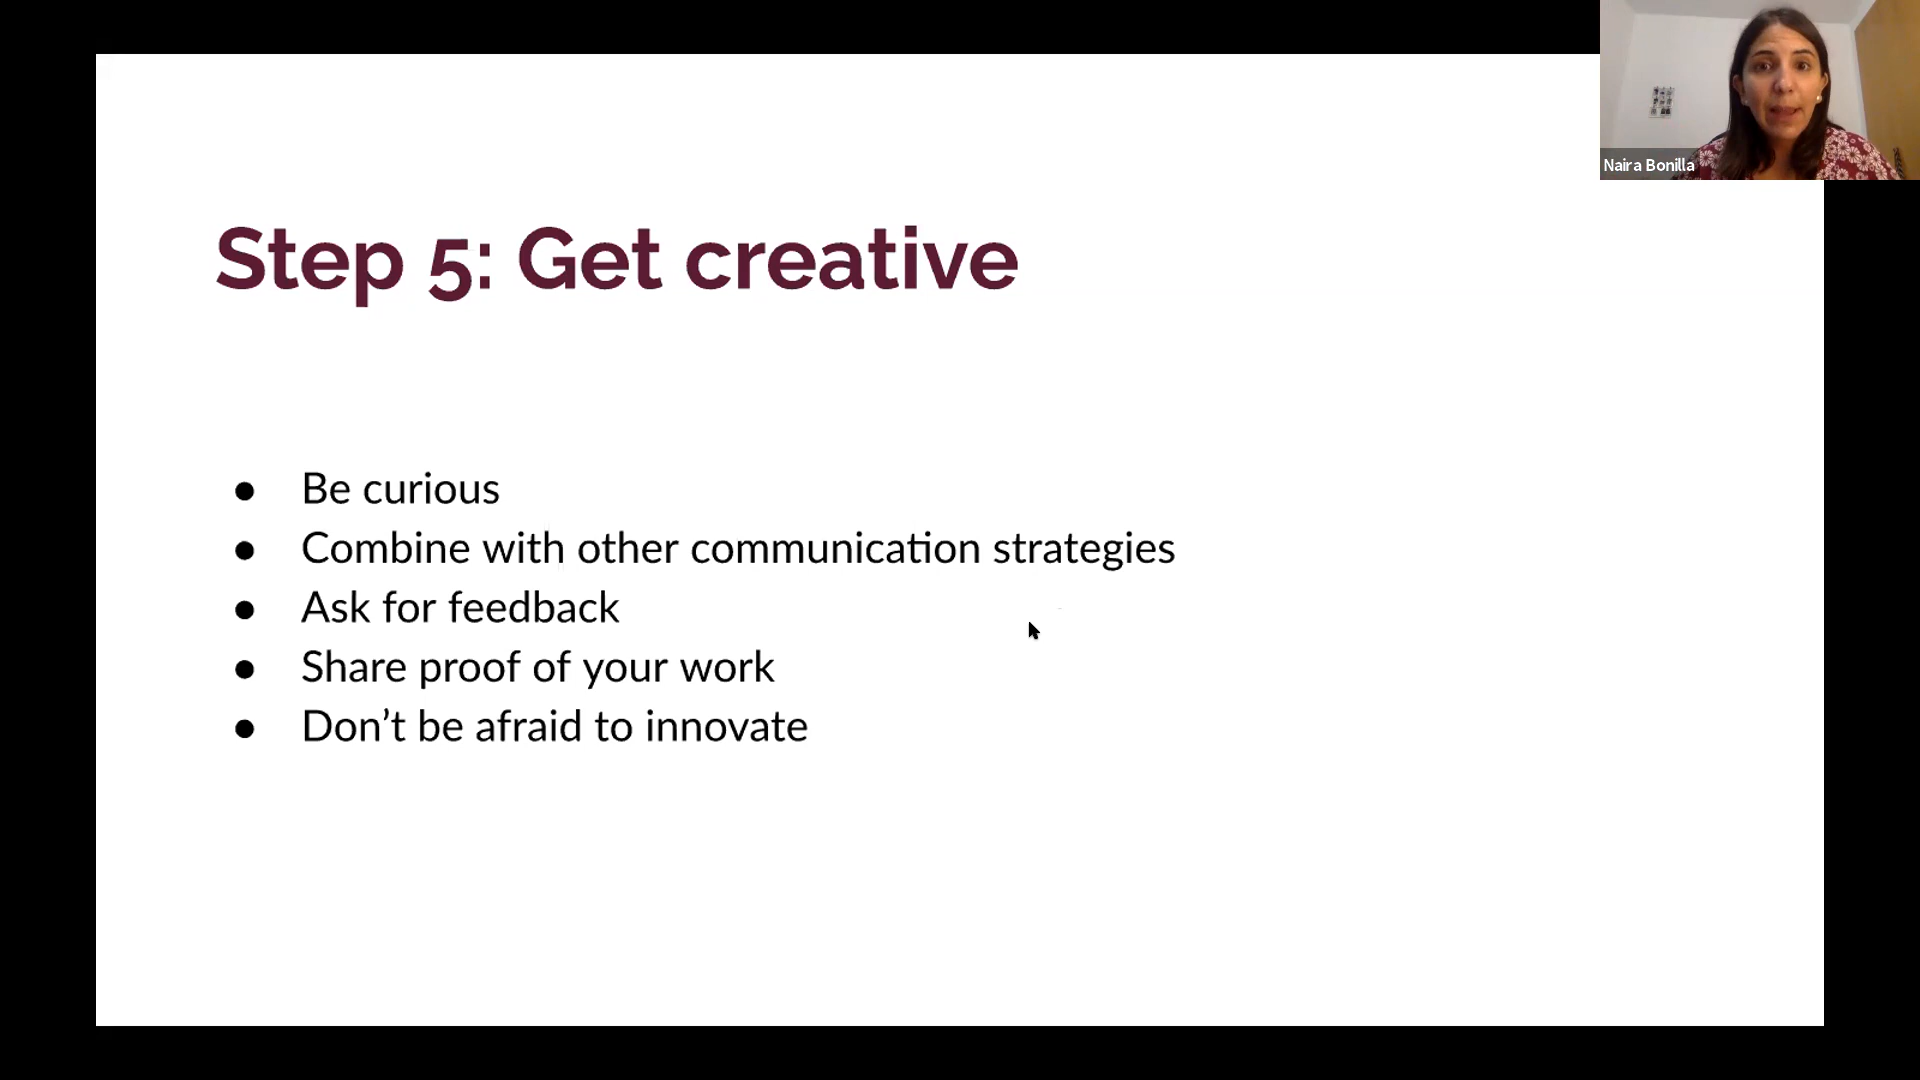 Naira Bonilla
Step 5: Get creative
● Be curious
● Combine with other communication strategies
● Ask for feedback
● Share proof of your work
● Don’t be afraid to innovate